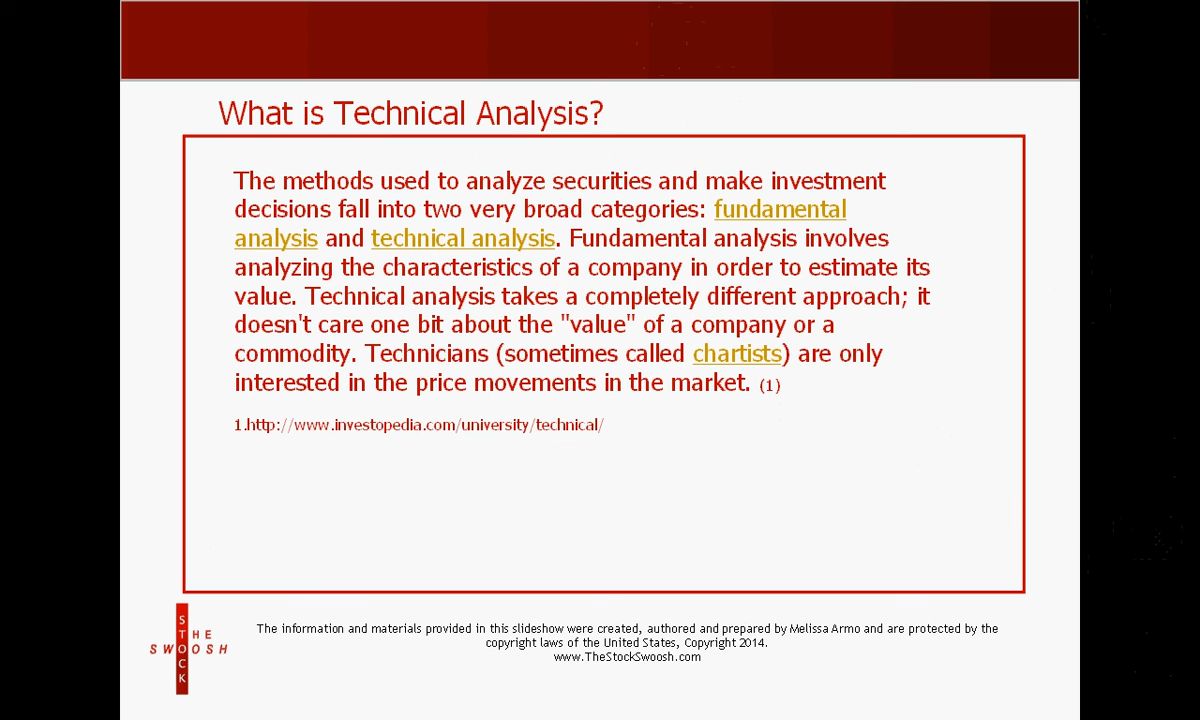 What is Technical Analysis?
The methods used to analyze securities and make investment
decisions fall into two very broad categories: fundamental
analysis and technical analysis. Fundamental analysis involves
analyzing the characteristics of a company in order to estimate its
value. Technical analysis takes a completely different approach; it
doesn't care one bit about the "value" of a company or a
commodity. Technicians (sometimes called chartists) are only
interested in the price movements in the market. (1)
1.http://www.investopedia.com/university/technical/
THE
STOCK
SWOOSH
The information and materials provided in this slideshow were created, authored and prepared by Melissa Armo and are protected by the
copyright laws of the United States, Copyright 2014.
www.TheStockSwoosh.com